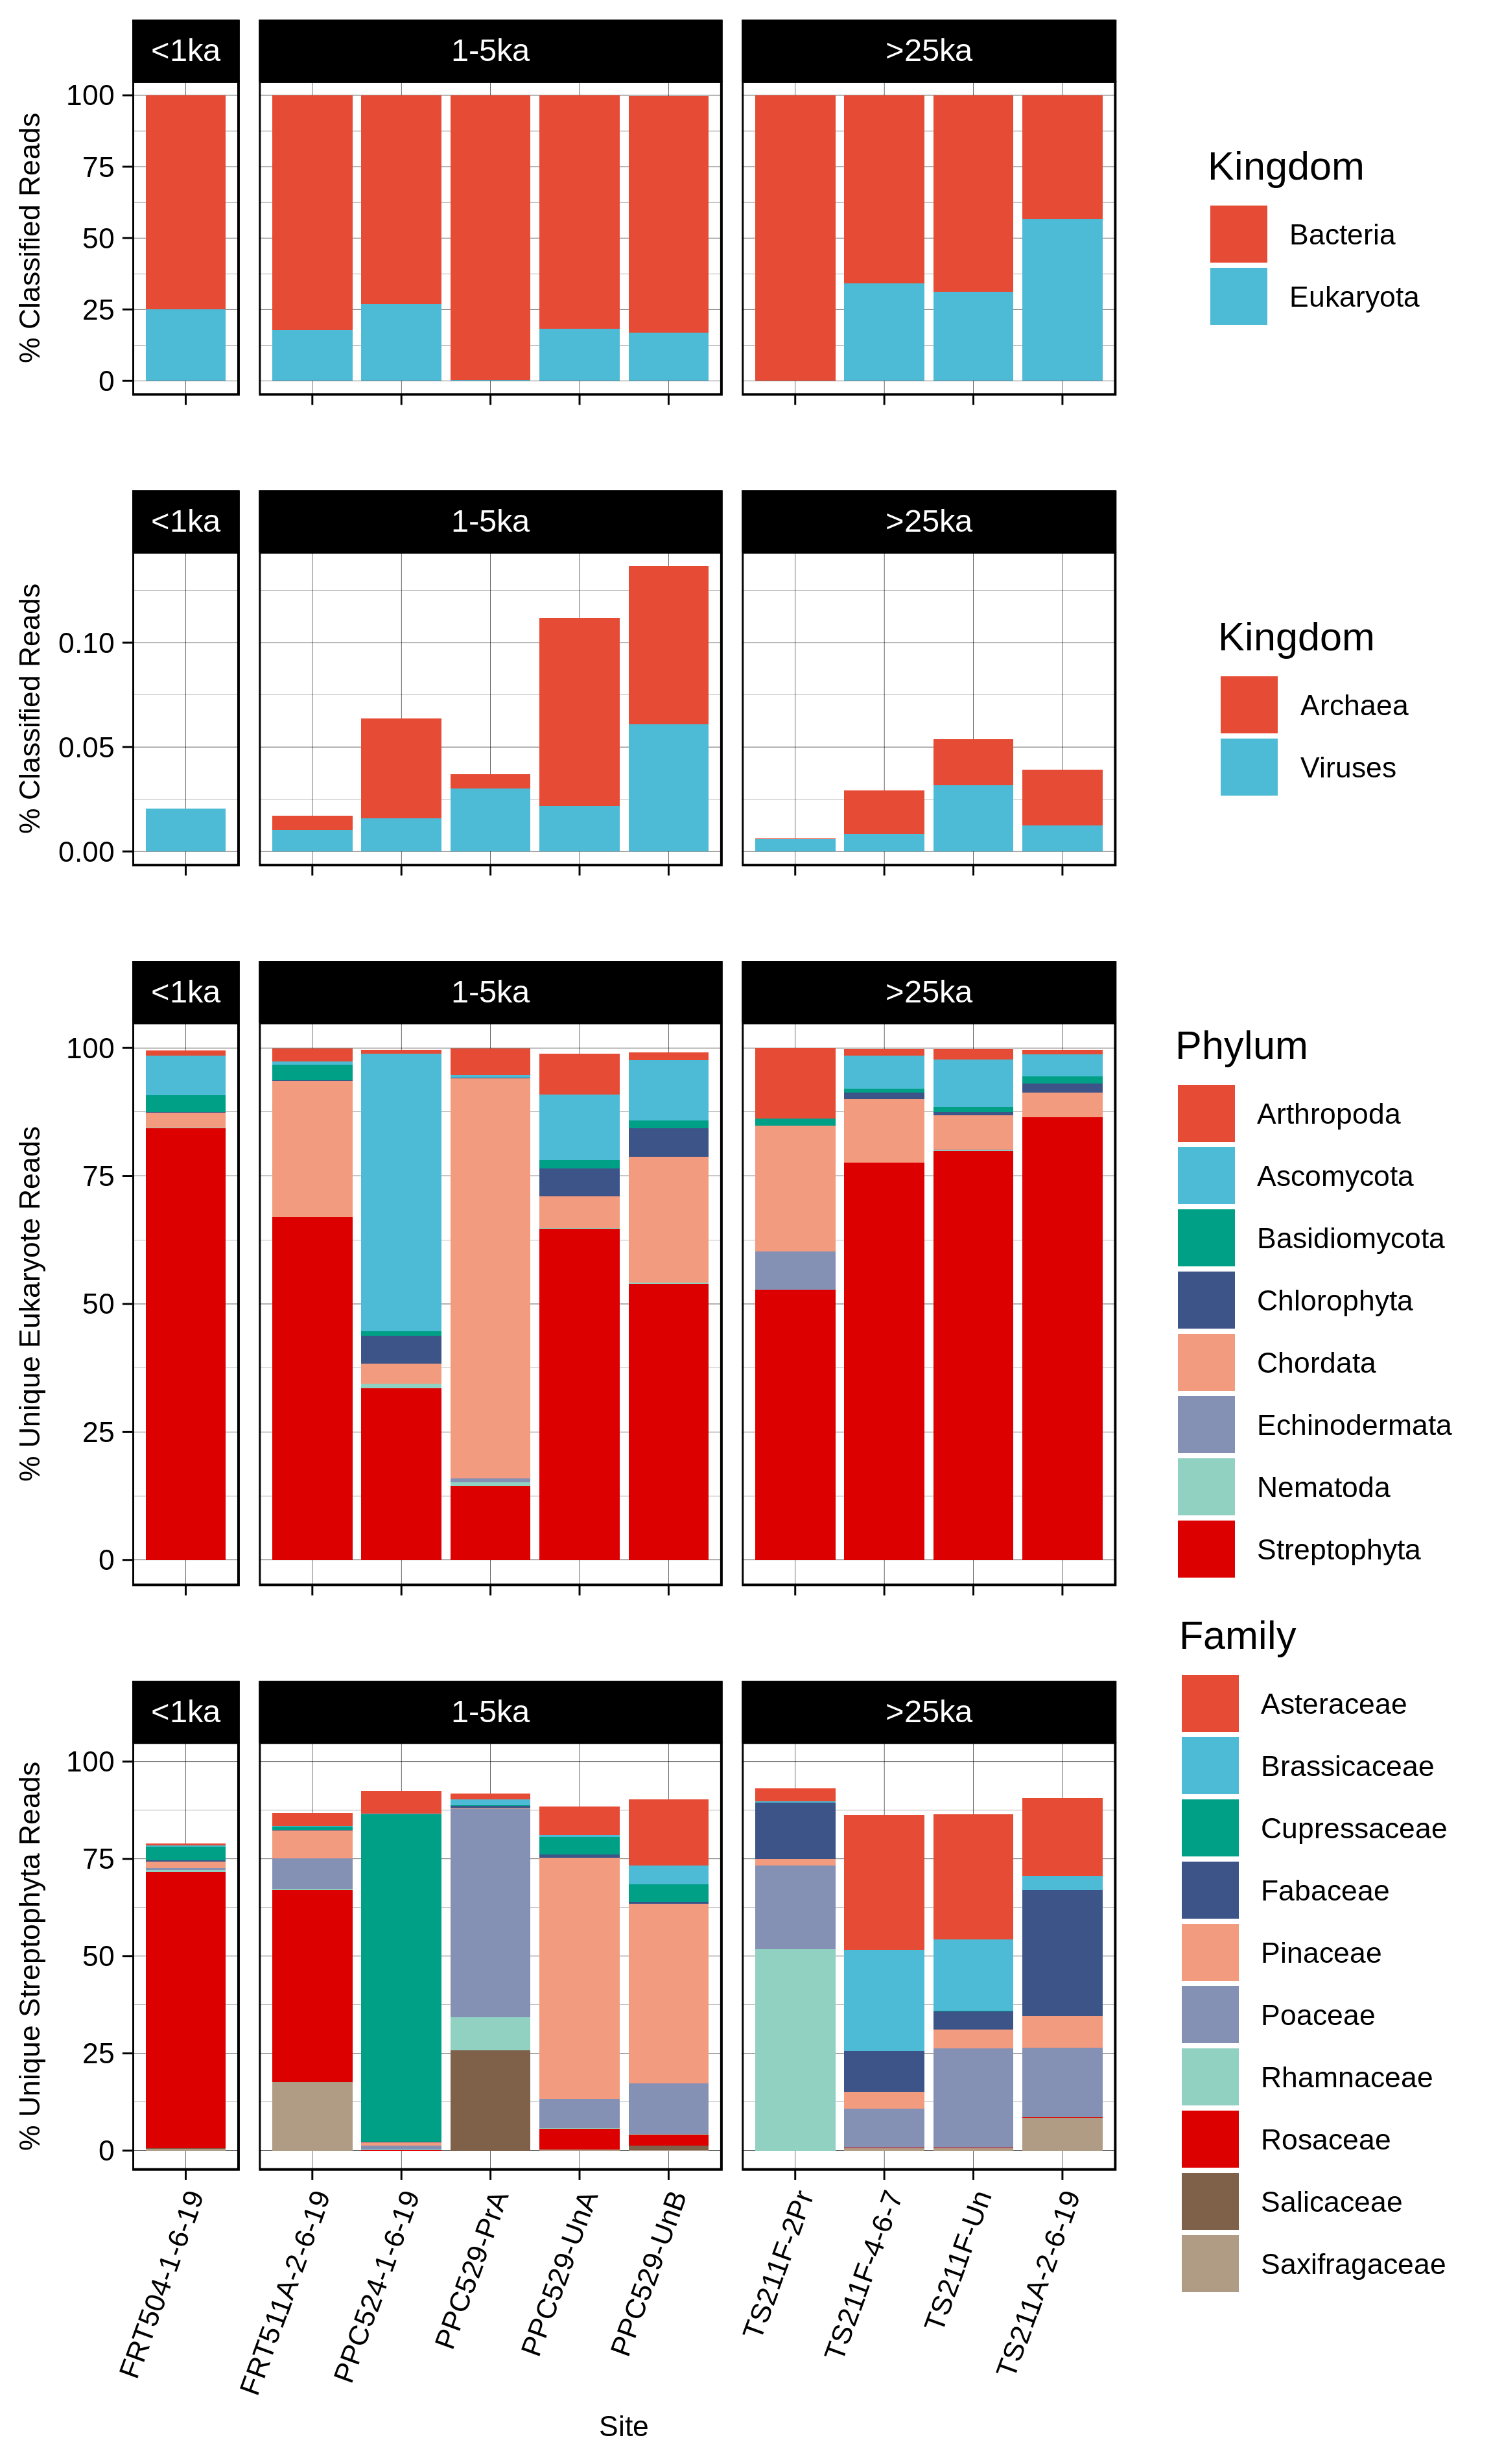 <1ka
1-5ka
>25ka
% Classified Reads
100
75
50
25
0
Kingdom
Bacteria
Eukaryota
<1ka
1-5ka
>25ka
% Classified Reads
0.10
0.05
0.00
Kingdom
Archaea
Viruses
<1ka
1-5ka
>25ka
% Unique Eukaryote Reads
100
75
50
25
0
Phylum
Arthropoda
Ascomycota
Basidiomycota
Chlorophyta
Chordata
Echinodermata
Nematoda
Streptophyta
<1ka
1-5ka
>25ka
% Unique Streptophyta Reads
100
75
50
25
0
Family
Asteraceae
Brassicaceae
Cupressaceae
Fabaceae
Pinaceae
Poaceae
Rhamnaceae
Rosaceae
Salicaceae
Saxifragaceae
FRT504-1-6-19
FRT511A-2-6-19
PPC524-1-6-19
PPC529-PrA
PPC529-UnA
PPC529-UnB
TS211F-2Pr
TS211F-4-6-7
TS211F-Un
TS211A-2-6-19
Site